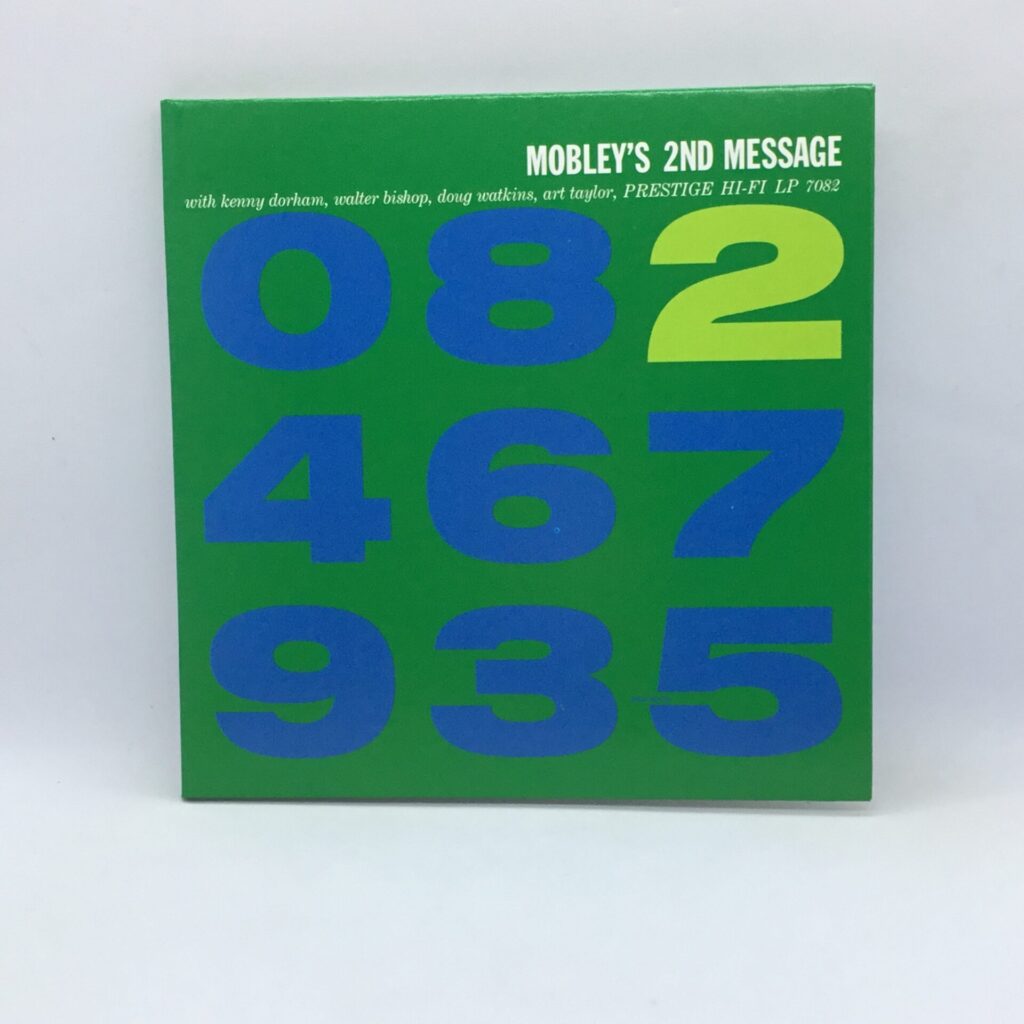 MOBLEY'S 2ND MESSAGE
with kenny dorham, walter bishop, doug watkins, art taylor, PRESTIGE HI-FI LP 7082
082
467
935